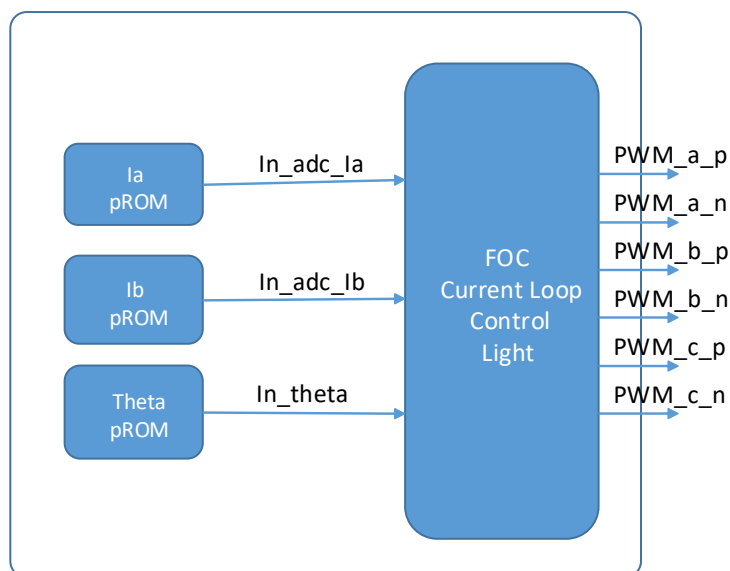 Ia
pROM
In_adc_Ia
Ib
pROM
In_adc_Ib
Theta
pROM
In_theta
FOC
Current Loop
Control
Light
PWM_a_p
PWM_a_n
PWM_b_p
PWM_b_n
PWM_c_p
PWM_c_n